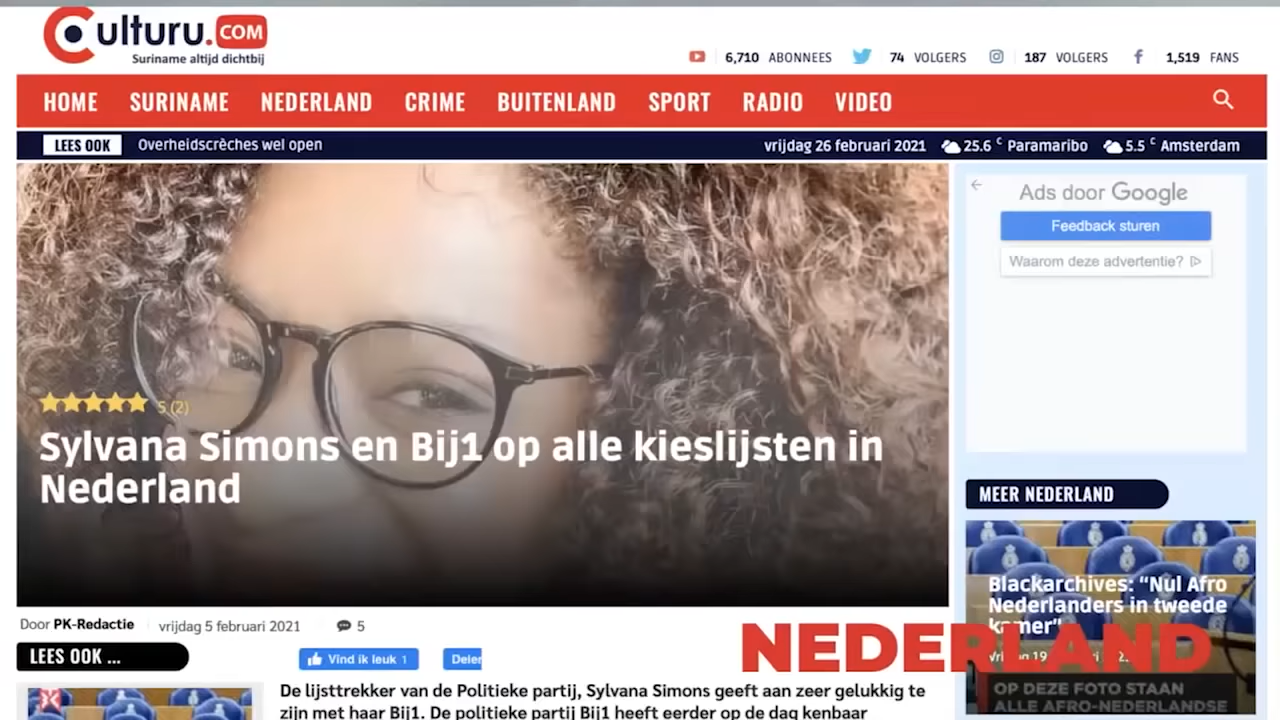 Culturu.COM
Suriname altijd dichtbij
6,710 ABONNEES 74 VOLGERS 187 VOLGERS 1,519 FANS
HOME SURINAME NEDERLAND CRIME BUITENLAND SPORT RADIO VIDEO
LEES OOK Overheidscrèches wel open vrijdag 26 februari 2021 25.6 C Paramaribo 5.5 C Amsterdam
Ads door Google
Feedback sturen
Waarom deze advertentie?
5 (2)
Sylvana Simons en Bij1 op alle kieslijsten in
Nederland
MEER NEDERLAND
Blackarchives: “Nul Afro
Nederlanders in tweede
kamer”
NEDERLAND
OP DEZE FOTO STAAN
ALLE AFRO-NEDERLANDSE
Door PK-Redactie vrijdag 5 februari 2021 5
LEES OOK ...
Vind ik leuk 1
Delen
De lijsttrekker van de Politieke partij, Sylvana Simons geeft aan zeer gelukkig te
zijn met haar Bij1. De politieke partij Bij1 heeft eerder op de dag kenbaar